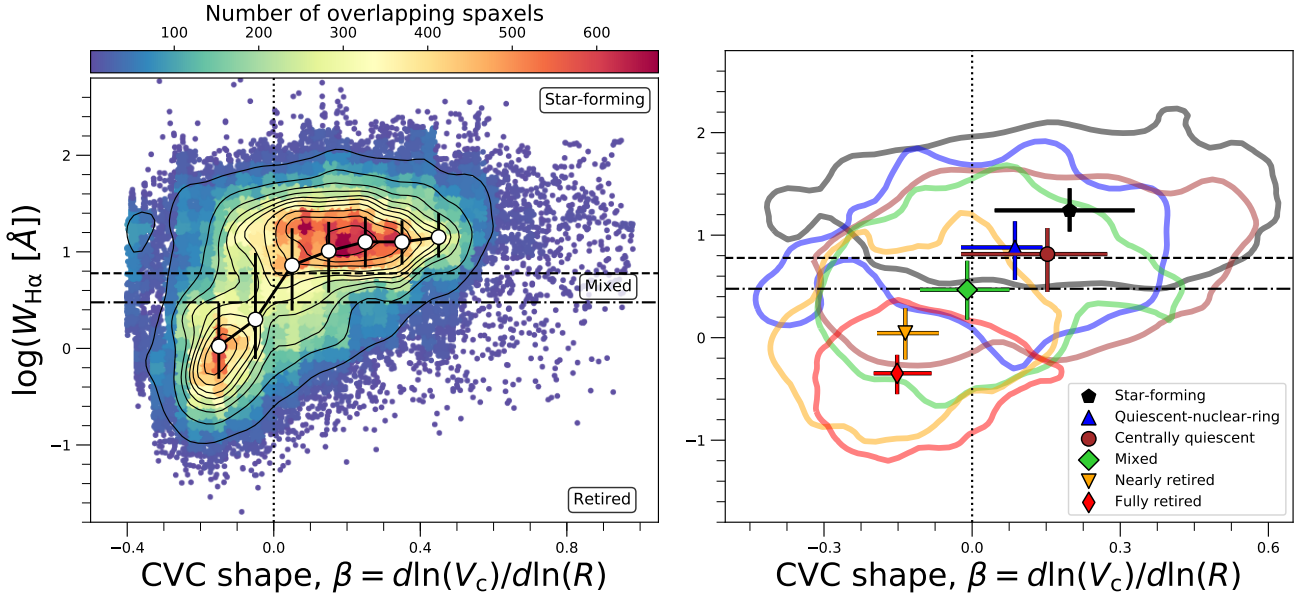 Number of overlapping spaxels
100 200 300 400 500 600
Star-forming
Mixed
Retired
2
1
0
−1
log(W_Hα [Å])
−0.4 0.0 0.4 0.8
CVC shape, β = dln(V_c)/dln(R)
2
1
0
−1
Star-forming
Quiescent-nuclear-ring
Centrally quiescent
Mixed
Nearly retired
Fully retired
−0.3 0.0 0.3 0.6
CVC shape, β = dln(V_c)/dln(R)